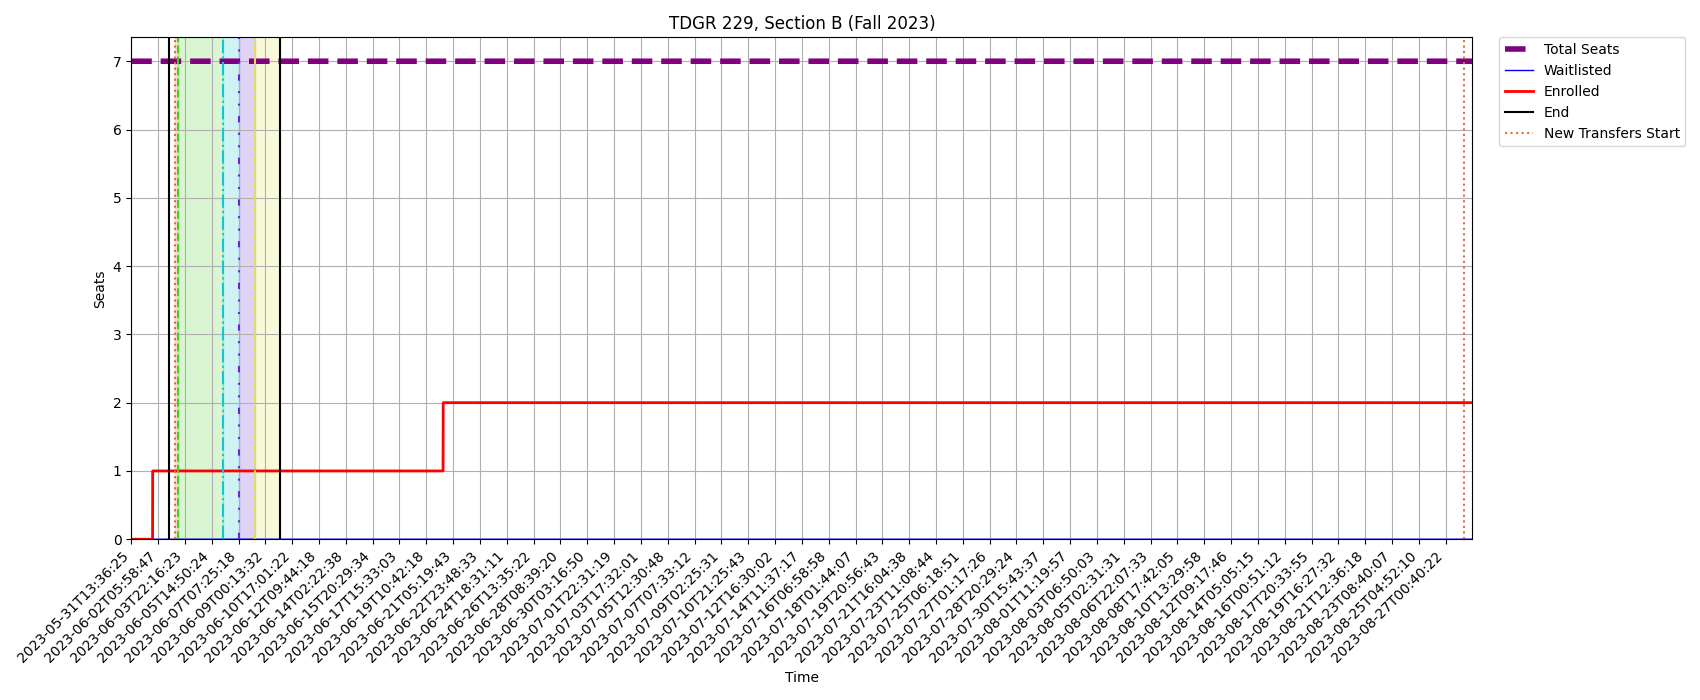 TDGR 229, Section B (Fall 2023)
Total Seats
Waitlisted
Enrolled
End
New Transfers Start
Seats
7
6
5
4
3
2
1
0
2023-05-31T13:36:25
2023-06-02T05:58:47
2023-06-03T22:16:23
2023-06-05T14:50:24
2023-06-07T07:25:18
2023-06-09T00:13:32
2023-06-10T17:01:22
2023-06-12T09:44:18
2023-06-14T02:22:38
2023-06-15T20:29:34
2023-06-17T15:33:03
2023-06-19T10:42:18
2023-06-21T05:19:43
2023-06-22T23:48:33
2023-06-24T18:31:11
2023-06-26T13:35:22
2023-06-28T08:39:20
2023-06-30T03:16:50
2023-07-01T22:31:19
2023-07-03T17:32:01
2023-07-05T12:30:48
2023-07-07T07:33:12
2023-07-09T02:25:31
2023-07-10T21:25:43
2023-07-12T16:30:02
2023-07-14T11:37:17
2023-07-16T06:58:58
2023-07-18T01:44:07
2023-07-19T20:56:43
2023-07-21T16:04:38
2023-07-23T11:08:44
2023-07-25T06:18:51
2023-07-27T01:17:26
2023-07-28T20:29:24
2023-07-30T15:43:37
2023-08-01T11:19:57
2023-08-03T06:50:03
2023-08-05T02:31:31
2023-08-06T22:07:33
2023-08-08T17:42:05
2023-08-10T13:29:58
2023-08-12T09:17:46
2023-08-14T05:05:15
2023-08-16T00:51:12
2023-08-17T20:33:55
2023-08-19T16:27:32
2023-08-21T12:36:18
2023-08-23T08:40:07
2023-08-25T04:52:10
2023-08-27T00:40:22
Time